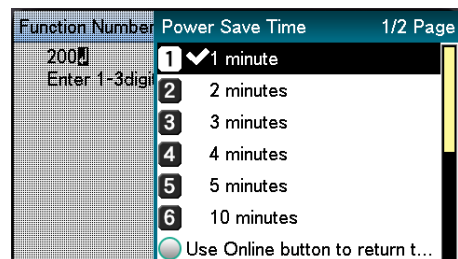 Function Number
200
Enter 1-3digi
Power Save Time 1/2 Page
1 1 minute
2 2 minutes
3 3 minutes
4 4 minutes
5 5 minutes
6 10 minutes
Use Online button to return t...